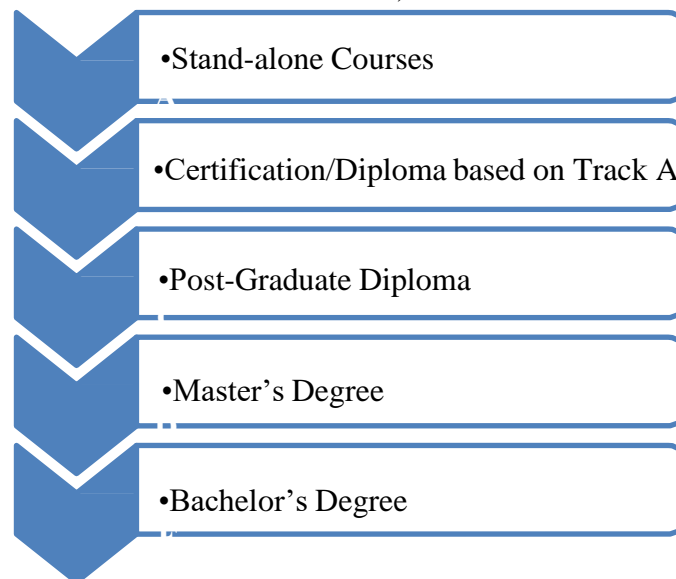 •Stand-alone Courses
•Certification/Diploma based on Track A
•Post-Graduate Diploma
•Master’s Degree
•Bachelor’s Degree